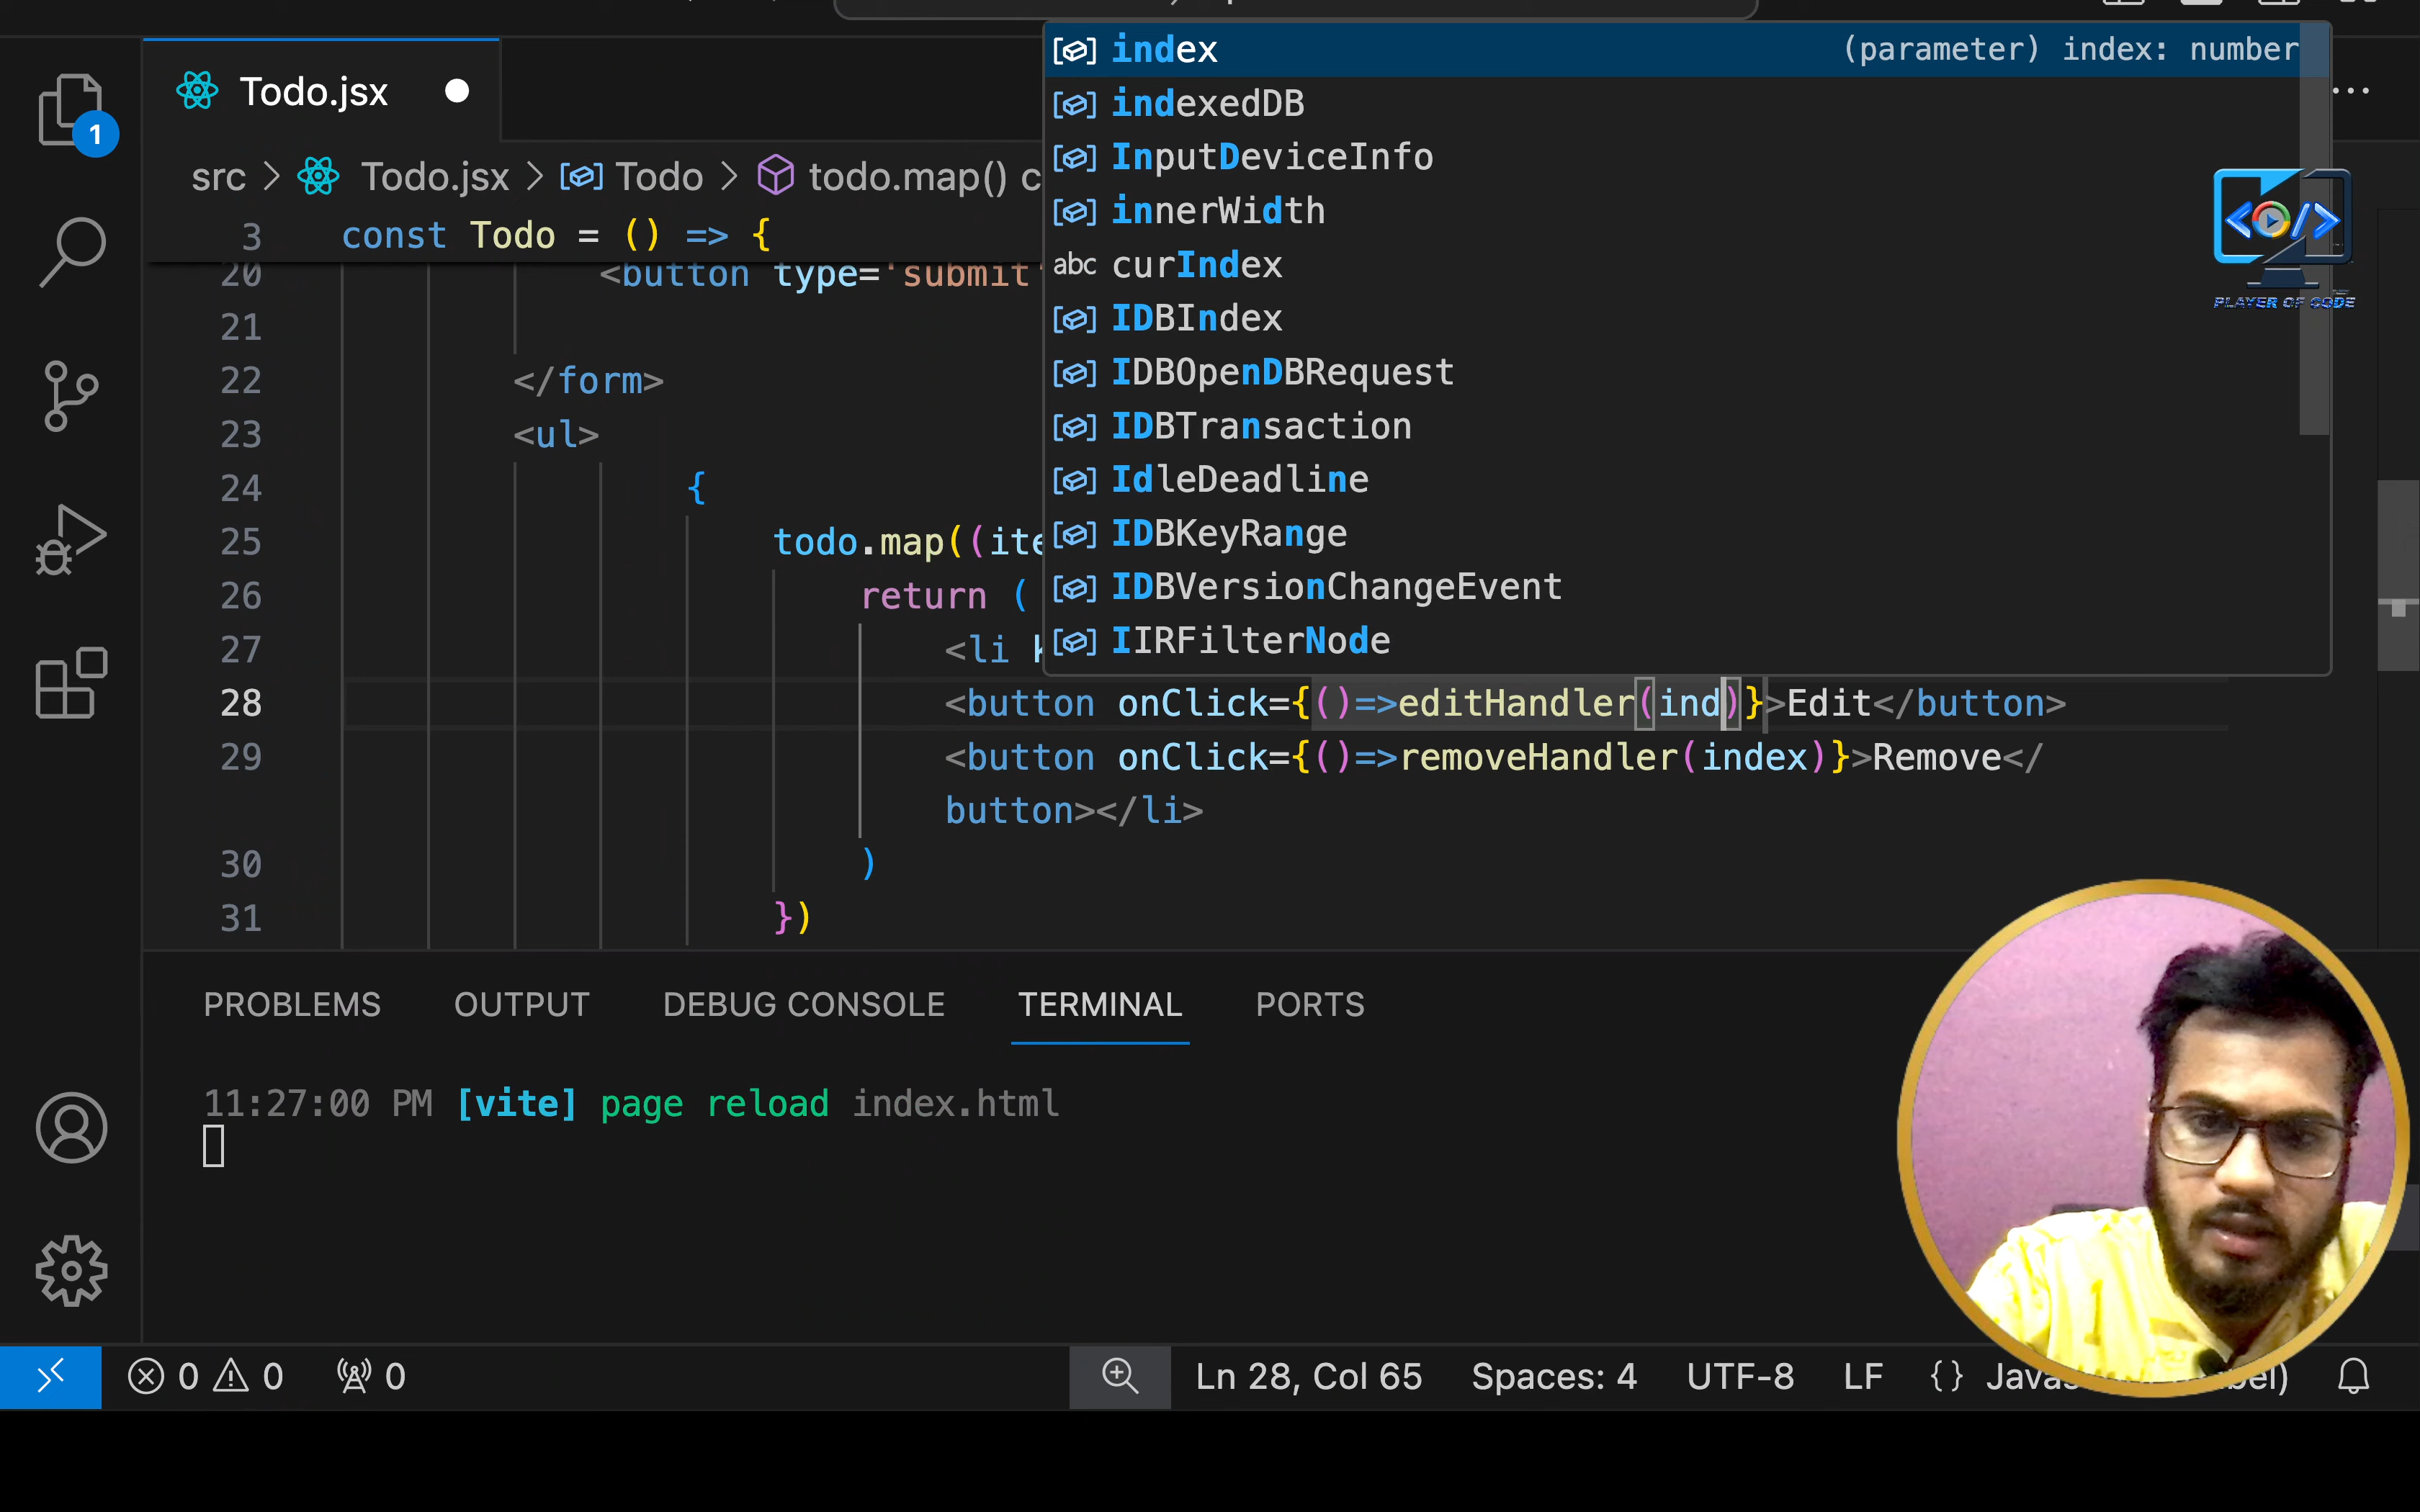 Todo.jsx
1
src > Todo.jsx > Todo > todo.map() c
3 const Todo = () => {
20 <button type='submit'
21
22 </form>
23 <ul>
24 {
25 todo.map((ite
26 return (
27 <li k
28 <button onClick={()=>editHandler(ind)}>Edit</button>
29 <button onClick={()=>removeHandler(index)}>Remove</
button></li>
30 )
31 })
index (parameter) index: number
indexedDB
InputDeviceInfo
innerWidth
abc curIndex
IDBIndex
IDBOpenDBRequest
IDBTransaction
IdleDeadline
IDBKeyRange
IDBVersionChangeEvent
IIRFilterNode
PLAYER OF CODE
PROBLEMS OUTPUT DEBUG CONSOLE TERMINAL PORTS
11:27:00 PM [vite] page reload index.html
0 0 0 Ln 28, Col 65 Spaces: 4 UTF-8 LF {}